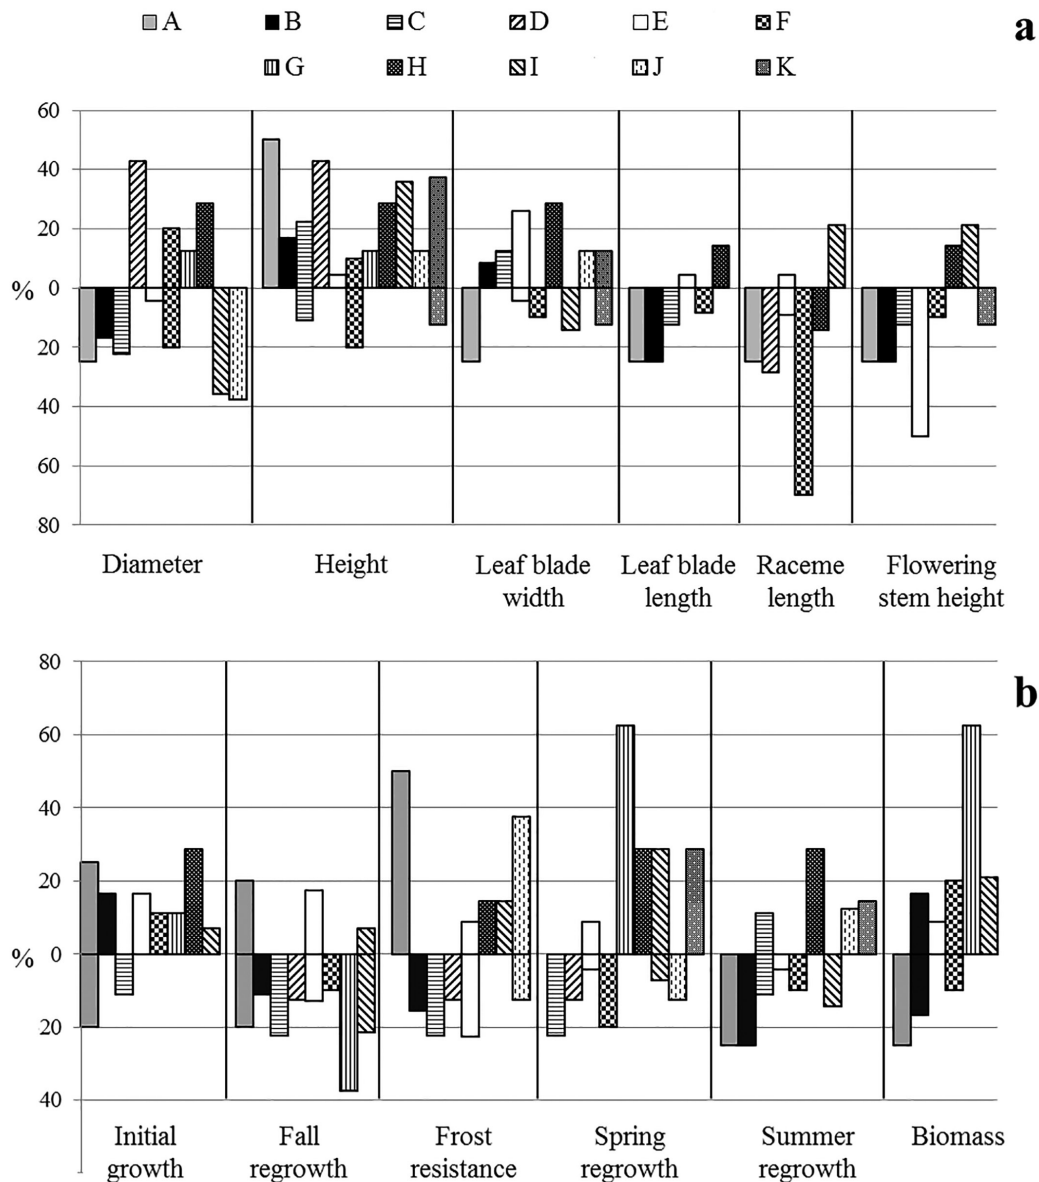 A B C D E F
a
G H I J K
60
40
20
% 0
20
40
60
80
Diameter Height Leaf blade Leaf blade Raceme Flowering
width length length stem height
80
b
60
40
20
% 0
20
40
Initial Fall Frost Spring Summer Biomass
growth regrowth resistance regrowth regrowth